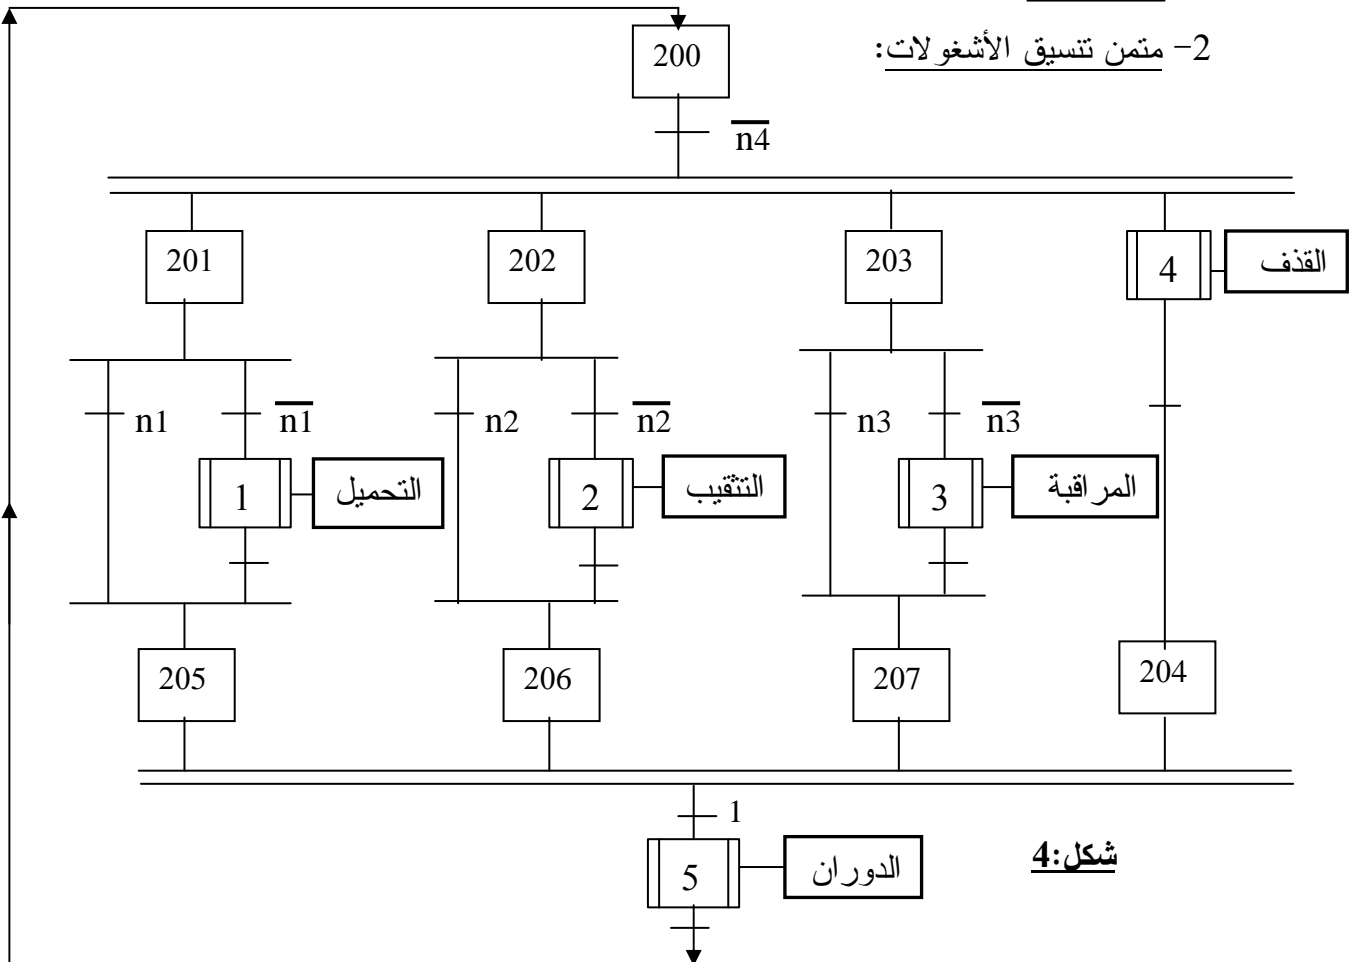 2- متمن تنسيق الأشغولات:
200
n4
201
202
203
4
القذف
n1
n1
n2
n2
n3
n3
1
التحميل
2
التثقيب
3
المراقبة
205
206
207
204
1
5
الدوران
شكل:4